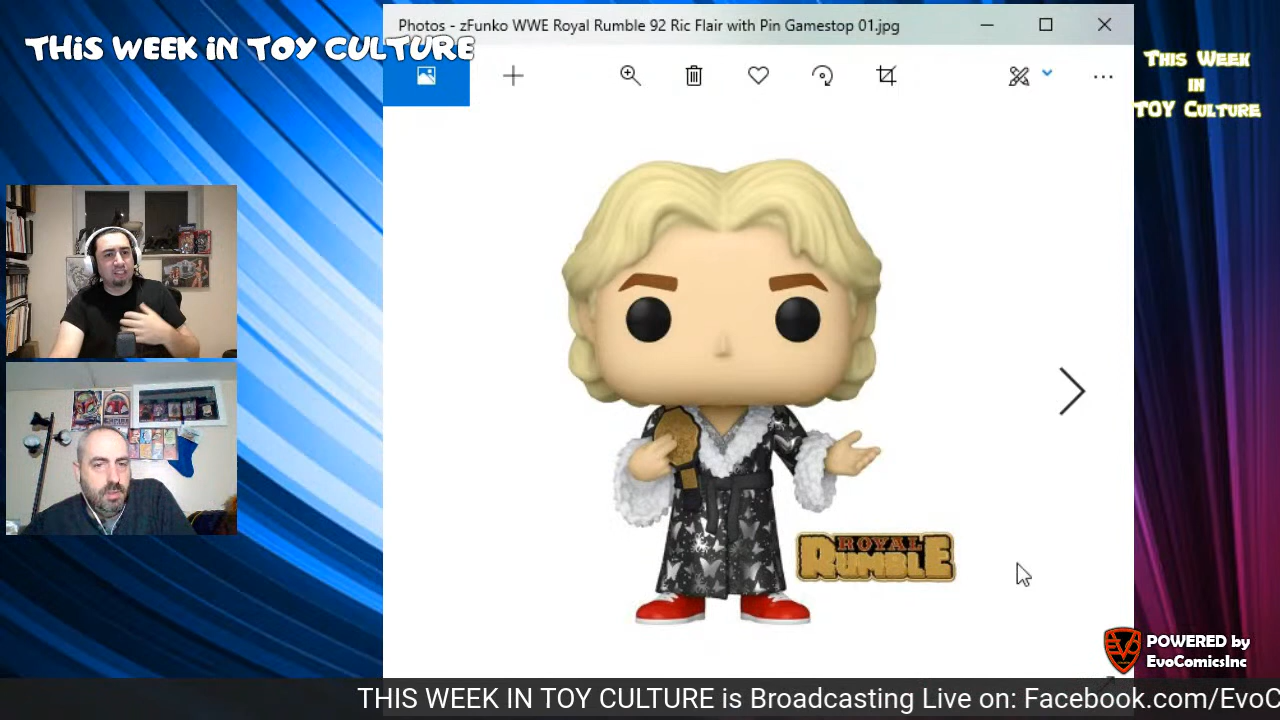 THiS WEEK iN TOY CULTURE
Photos - zFunko WWE Royal Rumble 92 Ric Flair with Pin Gamestop 01.jpg
This Week
in
TOY Culture
ROYAL
RUMBLE
EVO
POWERED by
EvoComicsInc
THIS WEEK IN TOY CULTURE is Broadcasting Live on: Facebook.com/EvoC